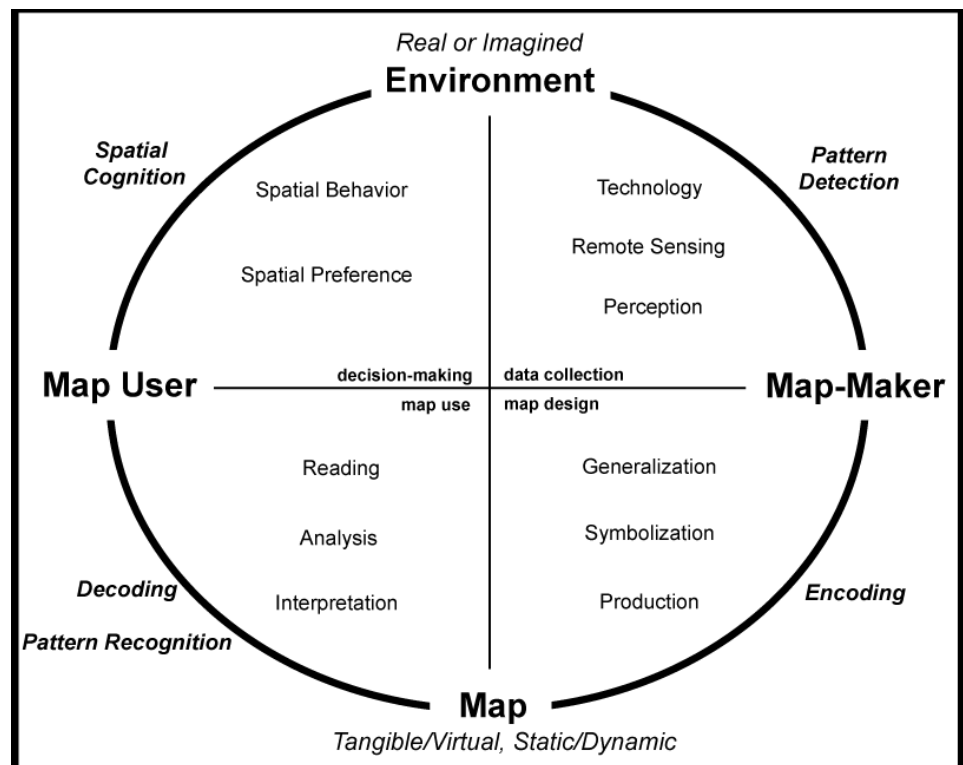 Real or Imagined
Environment
Spatial
Cognition
Pattern
Detection
Spatial Behavior
Technology
Remote Sensing
Spatial Preference
Perception
Map User
decision-making
data collection
Map-Maker
map use
map design
Reading
Generalization
Analysis
Symbolization
Decoding
Interpretation
Production
Encoding
Pattern Recognition
Map
Tangible/Virtual, Static/Dynamic